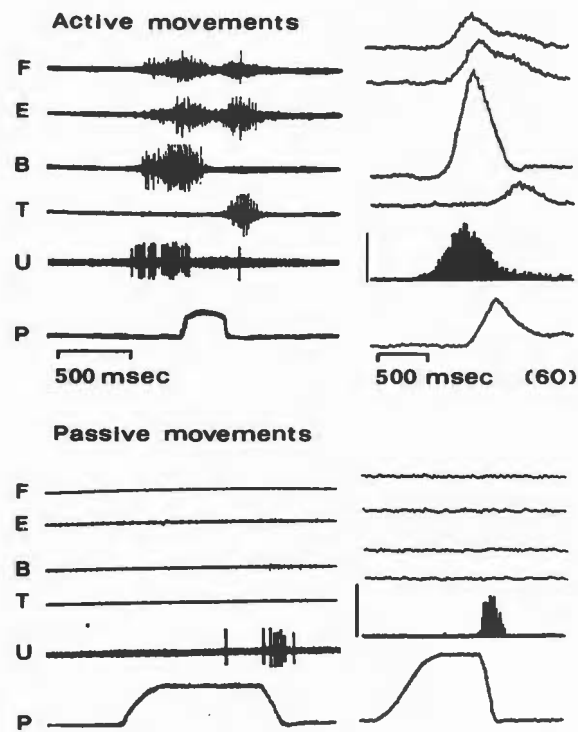 Active movements
F
E
B
T
U
P
500 msec
500 msec (60)
Passive movements
F
E
B
T
U
P